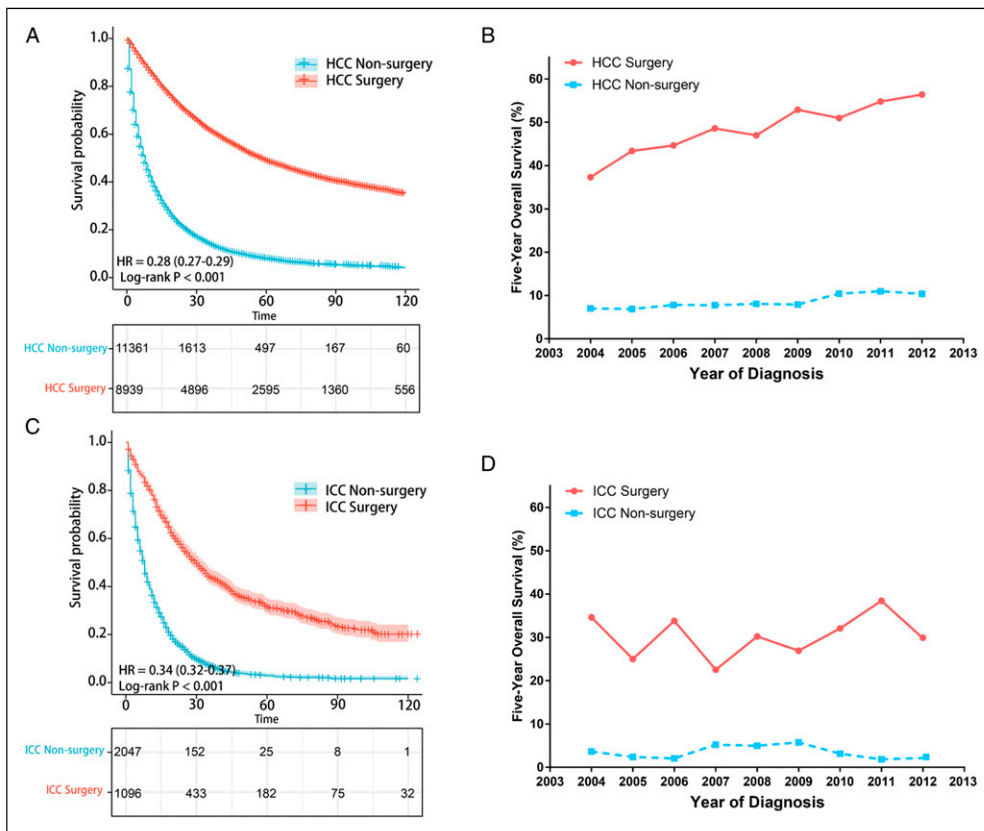 A
1.0
0.8
0.6
0.4
0.2
0.0
Survival probability
HCC Non-surgery
HCC Surgery
HR = 0.28 (0.27-0.29)
Log-rank P < 0.001
0 30 60 90 120
Time
HCC Non-surgery 11361 1613 497 167 60
HCC Surgery 8939 4896 2595 1360 556
B
HCC Surgery
HCC Non-surgery
60
50
40
30
20
10
0
Five-Year Overall Survival (%)
2003 2004 2005 2006 2007 2008 2009 2010 2011 2012 2013
Year of Diagnosis
C
1.0
0.8
0.6
0.4
0.2
0.0
Survival probability
ICC Non-surgery
ICC Surgery
HR = 0.34 (0.32-0.37)
Log-rank P < 0.001
0 30 60 90 120
Time
ICC Non-surgery 2047 152 25 8 1
ICC Surgery 1096 433 182 75 32
D
ICC Surgery
ICC Non-surgery
60
50
40
30
20
10
0
Five-Year Overall Survival (%)
2003 2004 2005 2006 2007 2008 2009 2010 2011 2012 2013
Year of Diagnosis